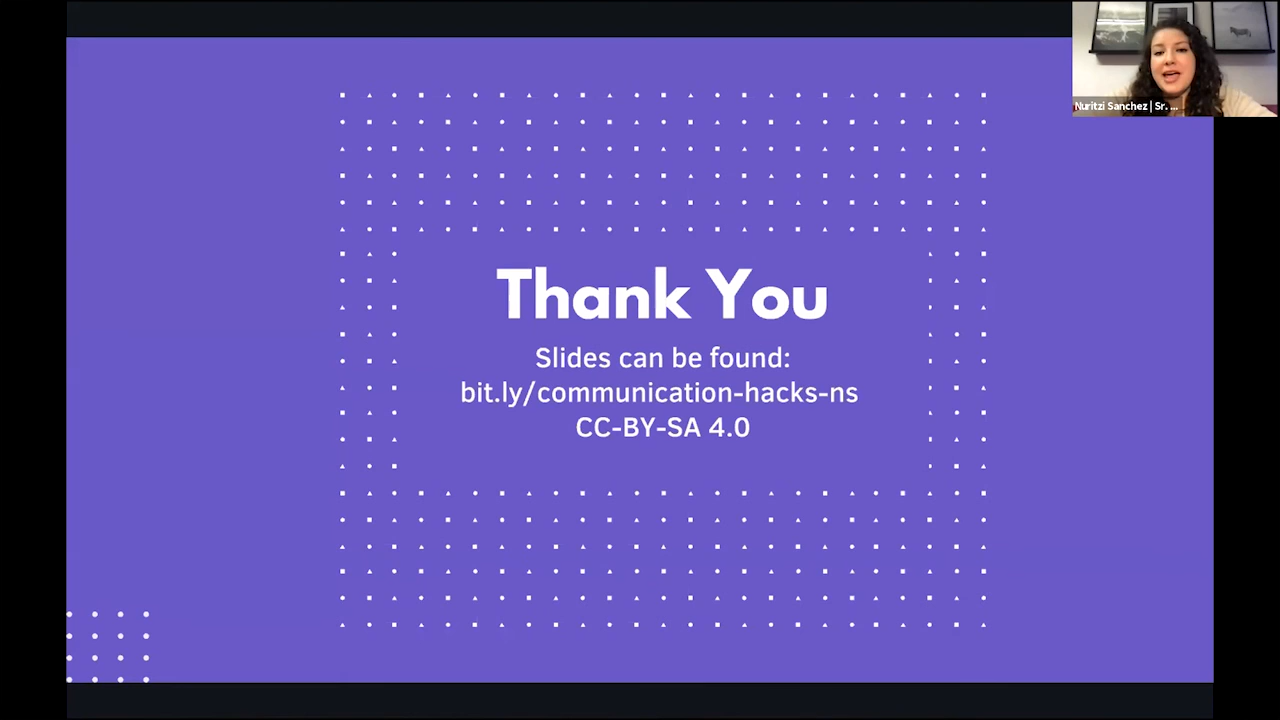 Nuritzi Sanchez | Sr. ...
Thank You
Slides can be found:
bit.ly/communication-hacks-ns
CC-BY-SA 4.0